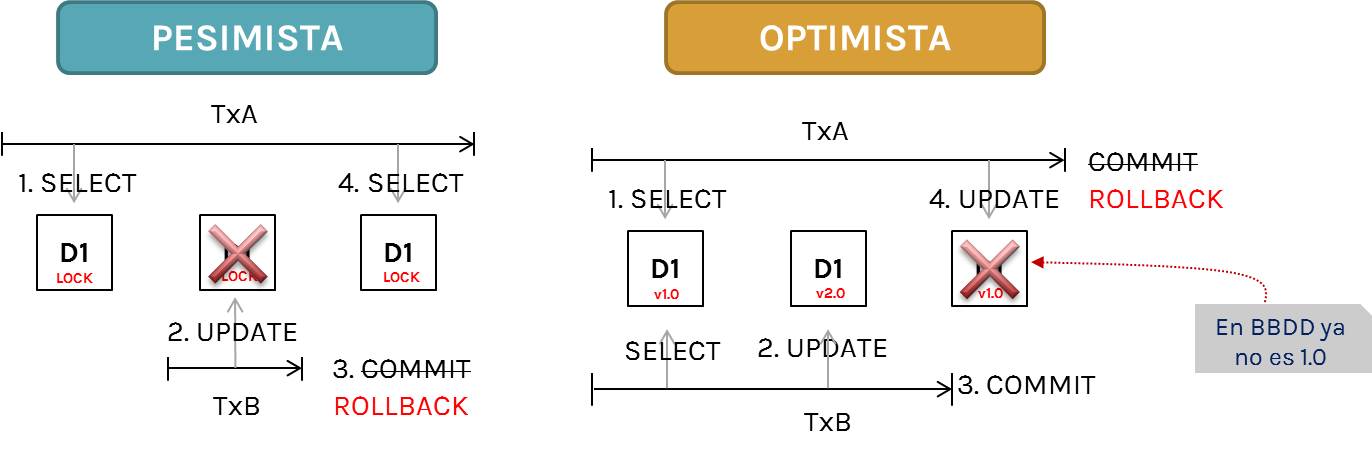 PESIMISTA
TxA
1. SELECT
4. SELECT
D1
LOCK
LOCK
D1
LOCK
2. UPDATE
3. COMMIT
ROLLBACK
TxB
OPTIMISTA
TxA
COMMIT
ROLLBACK
1. SELECT
4. UPDATE
D1
v1.0
D1
v2.0
v1.0
En BBDD ya
no es 1.0
SELECT
2. UPDATE
3. COMMIT
TxB